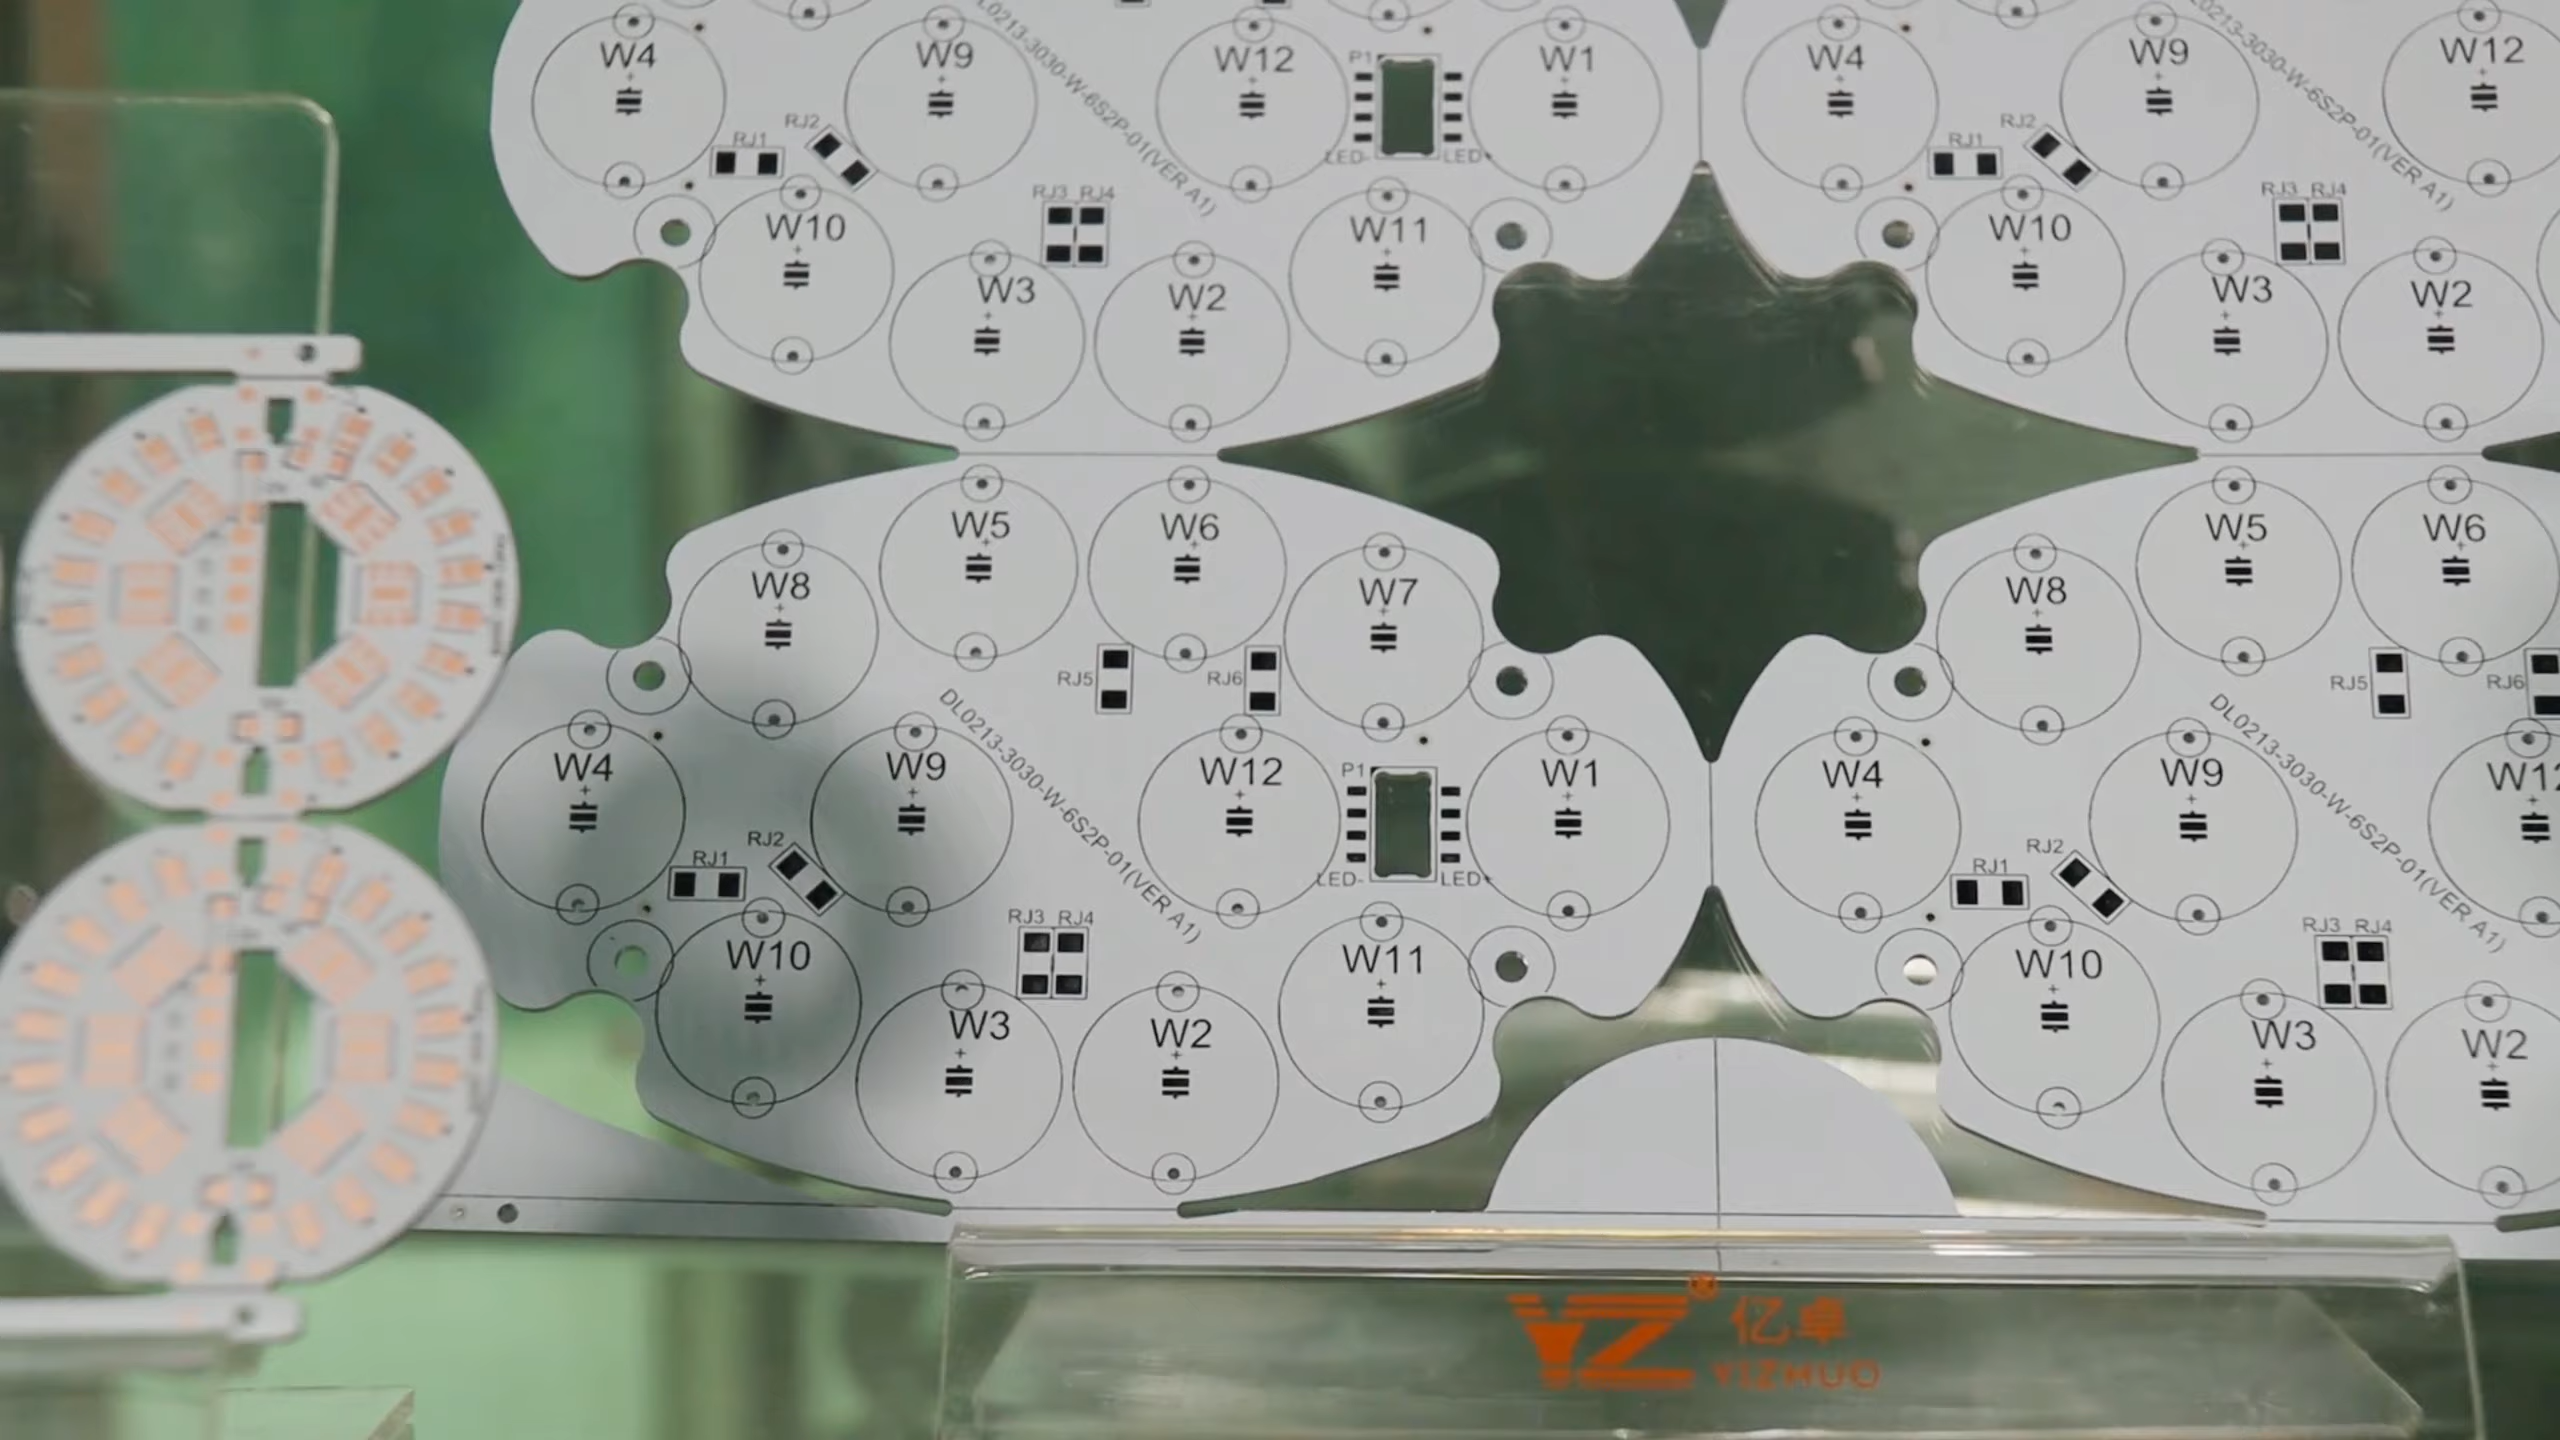 W4
W9
W12
P1
W1
W4
W9
W12
DL0213-3030-W-6S2P-01(VER A1)
0213-3030-W-6S2P-01(VER A1)
RJ1
RJ2
LED-
LED+
RJ1
RJ2
W10
RJ3 RJ4
W11
W10
RJ3 RJ4
W3
W2
W3
W2
W5
W6
W5
W6
W8
W7
W8
RJ5
RJ6
RJ5
RJ6
DL0213-3030-W-6S2P-01(VER A1)
DL0213-3030-W-6S2P-01(VER A1)
W4
W9
W12
P1
W1
W4
W9
W12
RJ1
RJ2
LED-
LED+
RJ1
RJ2
W10
RJ3 RJ4
W11
W10
RJ3 RJ4
W3
W2
W3
W2
YZ® 亿卓
YIZHUO